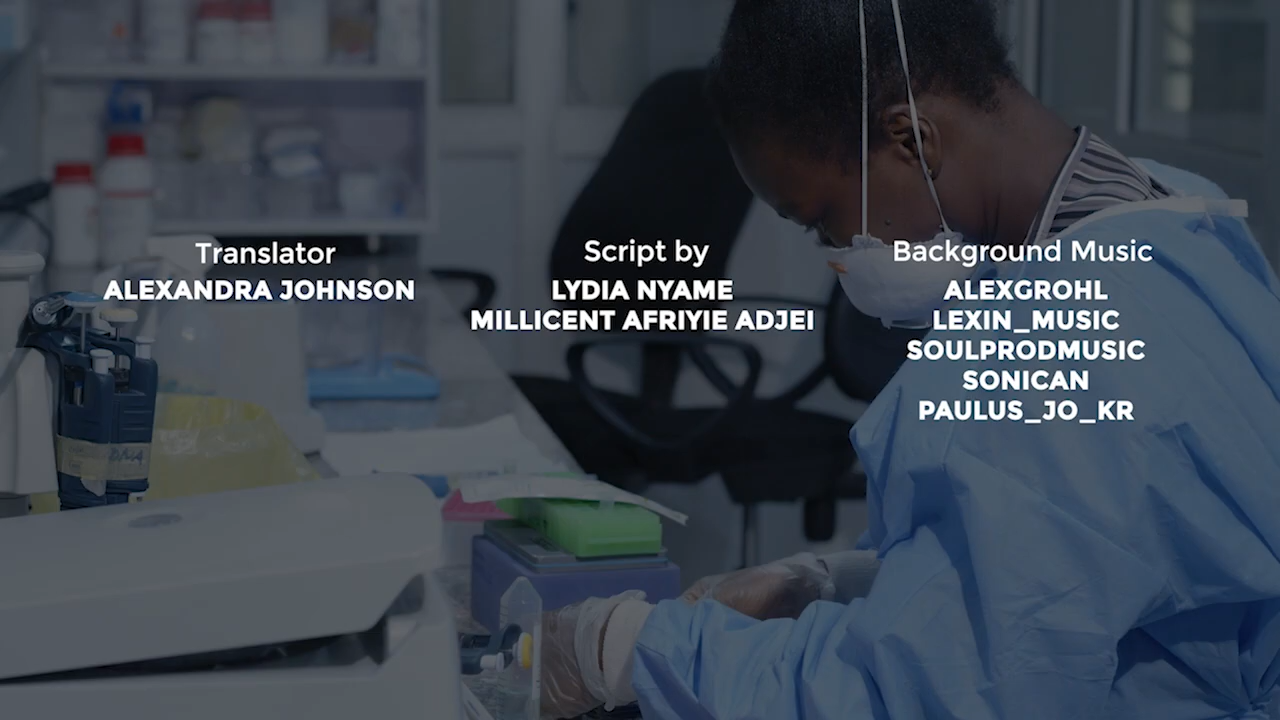 Translator
ALEXANDRA JOHNSON
Script by
LYDIA NYAME
MILLICENT AFRIYIE ADJEI
Background Music
ALEXGROHL
LEXIN_MUSIC
SOULPRODMUSIC
SONICAN
PAULUS_JO_KR